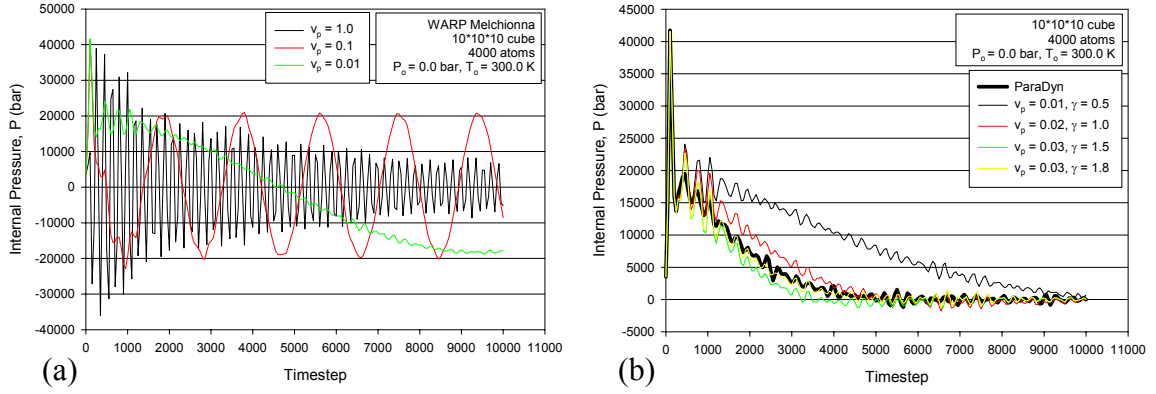 50000
40000
30000
20000
10000
0
-10000
-20000
-30000
-40000
Internal Pressure, P (bar)
v_p = 1.0
v_p = 0.1
v_p = 0.01
WARP Melchionna
10*10*10 cube
4000 atoms
P_o = 0.0 bar, T_o = 300.0 K
0 1000 2000 3000 4000 5000 6000 7000 8000 9000 10000 11000
Timestep
(a)
45000
40000
35000
30000
25000
20000
15000
10000
5000
0
-5000
Internal Pressure, P (bar)
10*10*10 cube
4000 atoms
P_o = 0.0 bar, T_o = 300.0 K
ParaDyn
v_p = 0.01, γ = 0.5
v_p = 0.02, γ = 1.0
v_p = 0.03, γ = 1.5
v_p = 0.03, γ = 1.8
0 1000 2000 3000 4000 5000 6000 7000 8000 9000 10000 11000
Timestep
(b)